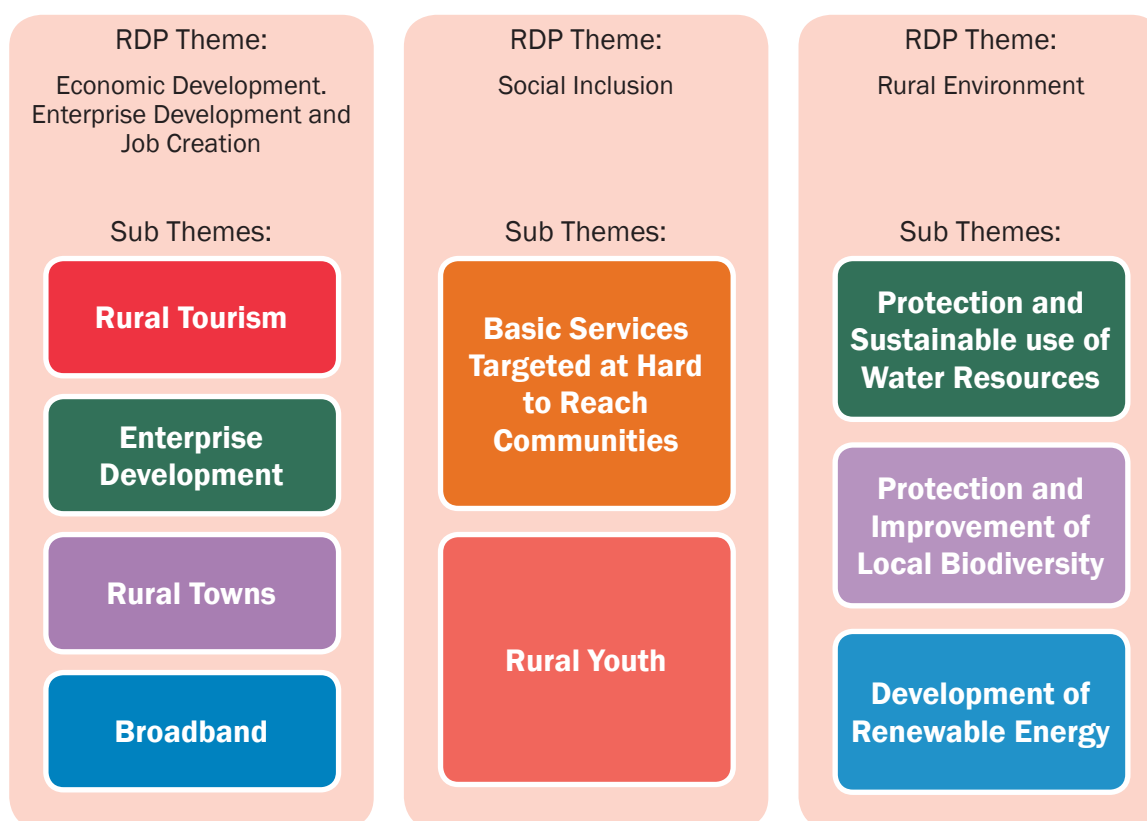 RDP Theme:
Economic Development.
Enterprise Development and
Job Creation
Sub Themes:
Rural Tourism
Enterprise
Development
Rural Towns
Broadband
RDP Theme:
Social Inclusion
Sub Themes:
Basic Services
Targeted at Hard
to Reach
Communities
Rural Youth
RDP Theme:
Rural Environment
Sub Themes:
Protection and
Sustainable use of
Water Resources
Protection and
Improvement of
Local Biodiversity
Development of
Renewable Energy